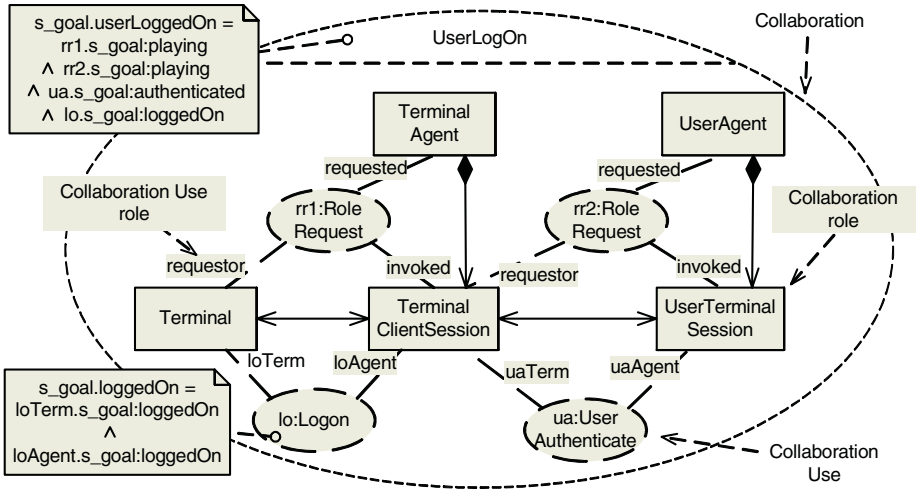 s_goal.userLoggedOn =
rr1.s_goal:playing
∧ rr2.s_goal:playing
∧ ua.s_goal:authenticated
∧ lo.s_goal:loggedOn
UserLogOn
Collaboration
Terminal
Agent
UserAgent
requested
requested
Collaboration Use
role
rr1:Role
Request
rr2:Role
Request
Collaboration
role
requestor
invoked
requestor
invoked
Terminal
Terminal
ClientSession
UserTerminal
Session
loTerm
loAgent
uaTerm
uaAgent
s_goal.loggedOn =
loTerm.s_goal:loggedOn
∧
loAgent.s_goal:loggedOn
lo:Logon
ua:User
Authenticate
Collaboration
Use